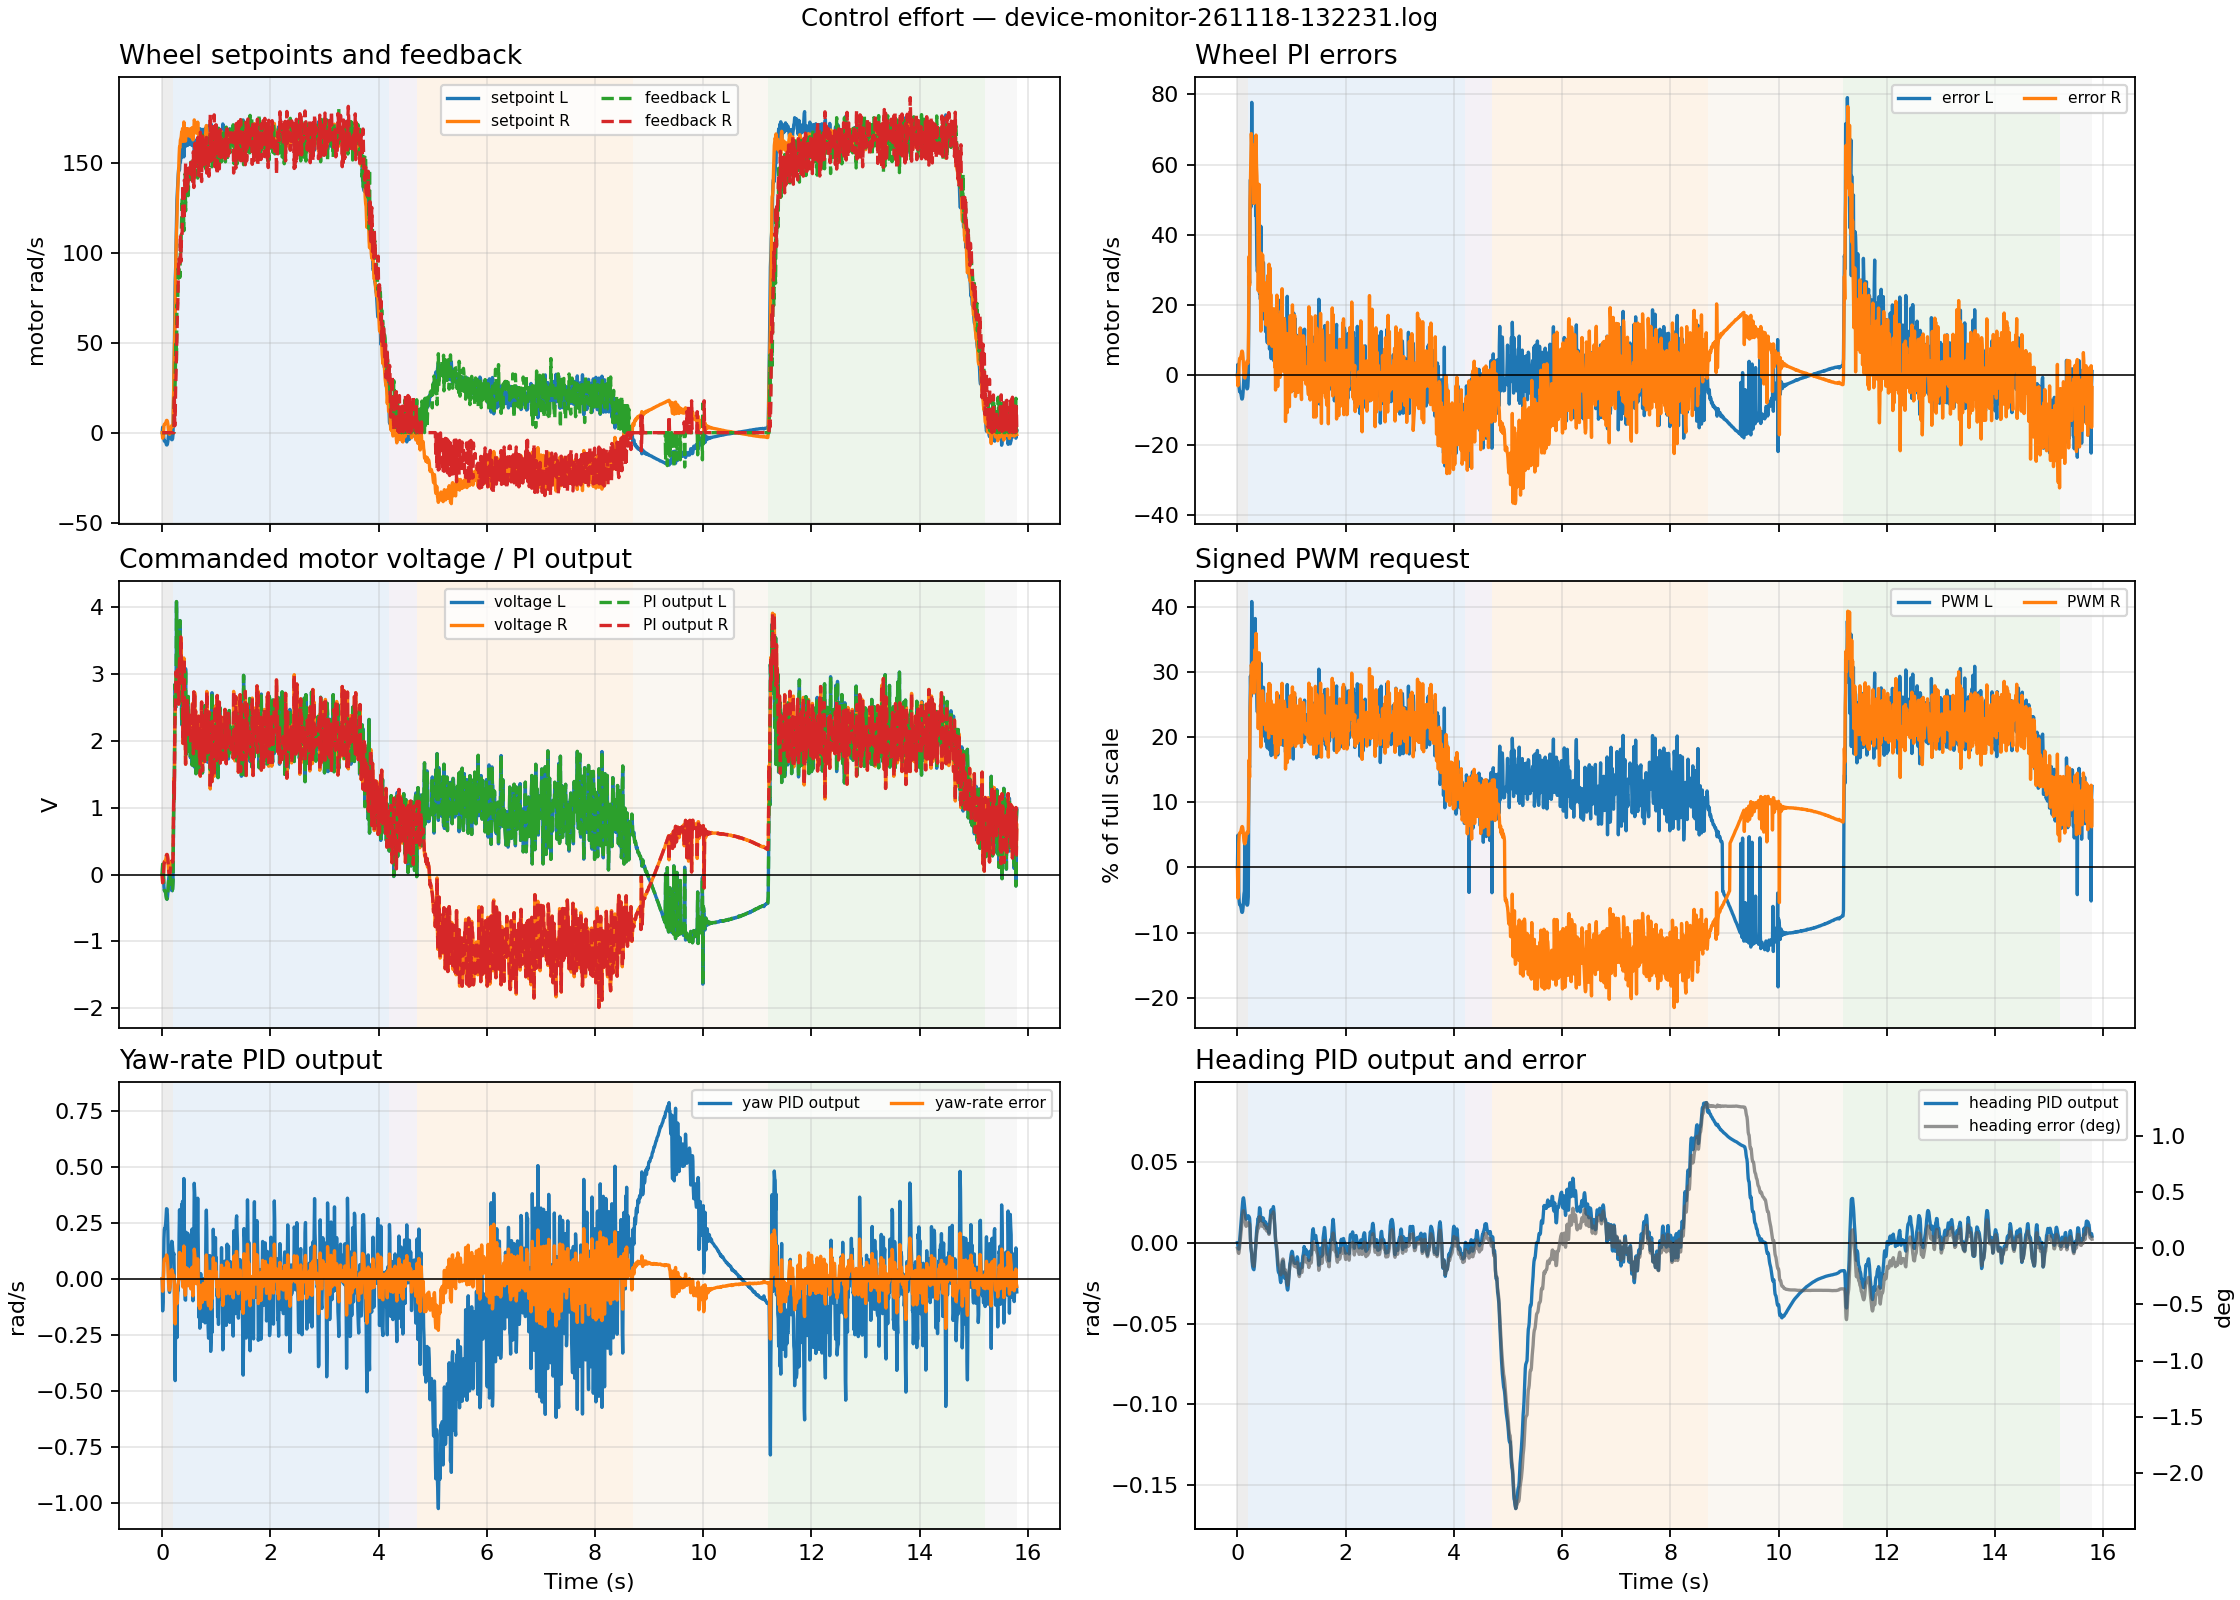 Control effort — device-monitor-261118-132231.log
Wheel setpoints and feedback
setpoint L
setpoint R
feedback L
feedback R
motor rad/s
150
100
50
0
−50
Wheel PI errors
error L
error R
motor rad/s
80
60
40
20
0
−20
−40
Commanded motor voltage / PI output
voltage L
voltage R
PI output L
PI output R
V
4
3
2
1
0
−1
−2
Signed PWM request
PWM L
PWM R
% of full scale
40
30
20
10
0
−10
−20
Yaw-rate PID output
yaw PID output
yaw-rate error
rad/s
0.75
0.50
0.25
0.00
−0.25
−0.50
−0.75
−1.00
0 2 4 6 8 10 12 14 16
Time (s)
Heading PID output and error
heading PID output
heading error (deg)
rad/s
0.05
0.00
−0.05
−0.10
−0.15
1.0
0.5
0.0
−0.5
−1.0
−1.5
−2.0
deg
0 2 4 6 8 10 12 14 16
Time (s)